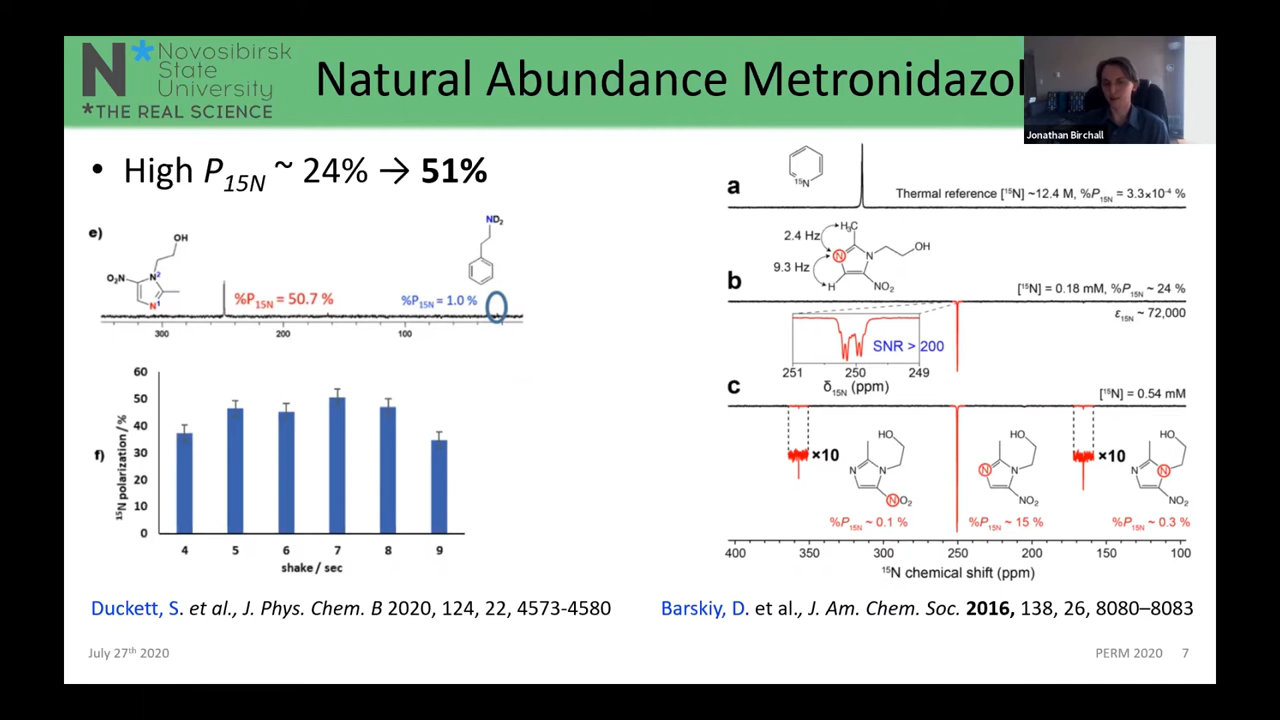 N*
Novosibirsk
State
University
*THE REAL SCIENCE
Natural Abundance Metronidazol
Jonathan Birchall
• High P15N ~ 24% → 51%
e)
OH
O₂N
N²
N¹
ND₂
%P15N = 50.7 %
%P15N = 1.0 %
300 200 100
f)
15N polarization / %
60
50
40
30
20
10
0
4 5 6 7 8 9
shake / sec
Duckett, S. et al., J. Phys. Chem. B 2020, 124, 22, 4573-4580
a
15N
Thermal reference [15N] ~12.4 M, %P15N = 3.3×10-4 %
b
2.4 Hz
H₃C
9.3 Hz
N
N
OH
H
NO₂
[15N] = 0.18 mM, %P15N ~ 24 %
ε15N ~ 72,000
SNR > 200
251 250 249
δ15N (ppm)
c
[15N] = 0.54 mM
×10
×10
HO
N
N
NO₂
HO
N
N
NO₂
HO
N
N
NO₂
%P15N ~ 0.1 %
%P15N ~ 15 %
%P15N ~ 0.3 %
400 350 300 250 200 150 100
15N chemical shift (ppm)
Barskiy, D. et al., J. Am. Chem. Soc. 2016, 138, 26, 8080–8083
July 27th 2020
PERM 2020 7